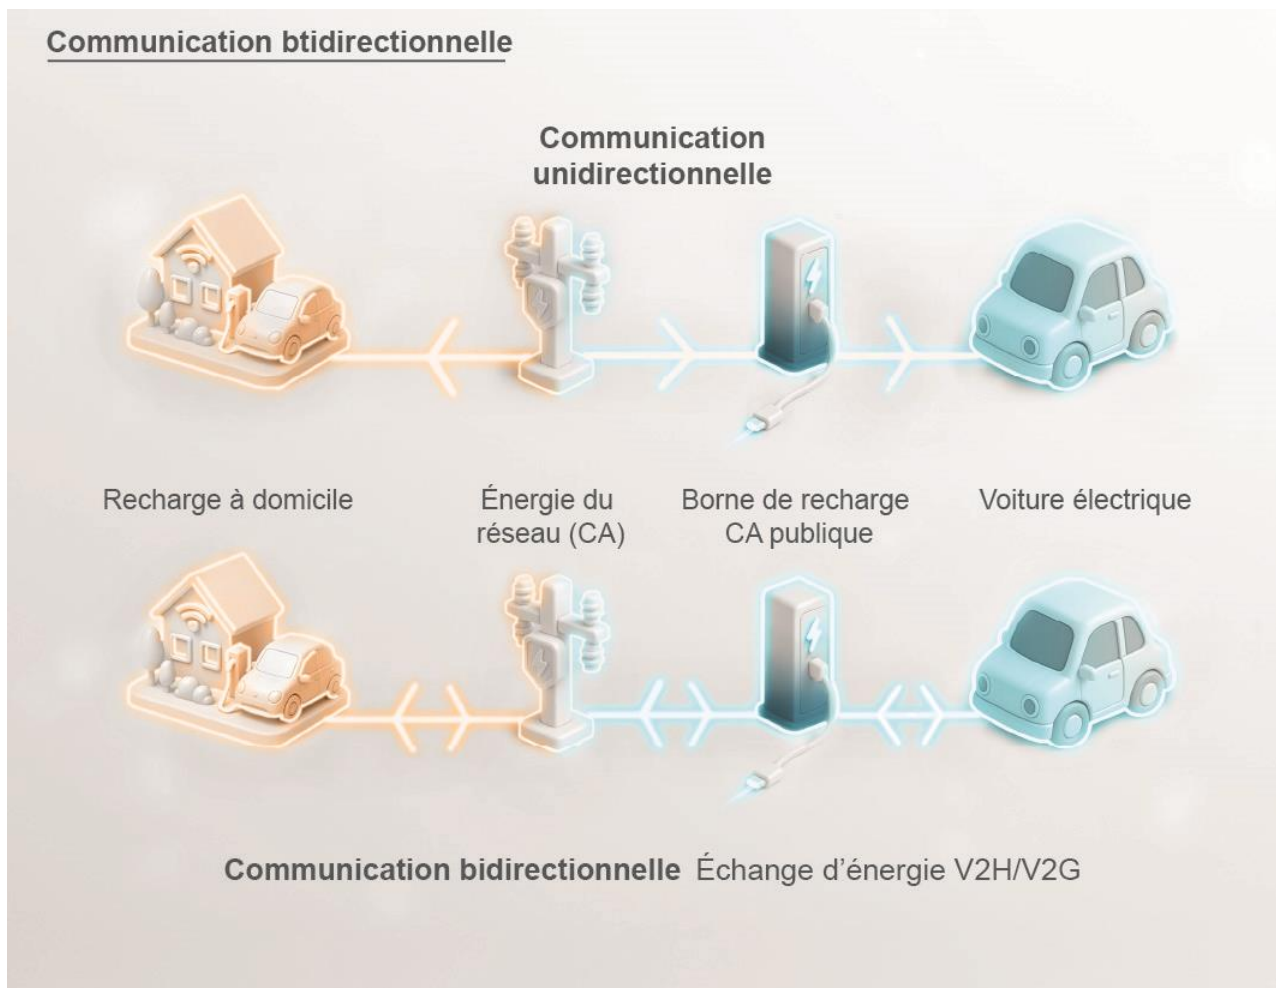 Communication btidirectionnelle
Communication
unidirectionnelle
Recharge à domicile
Énergie du
réseau (CA)
Borne de recharge
CA publique
Voiture électrique
Communication bidirectionnelle Échange d’énergie V2H/V2G